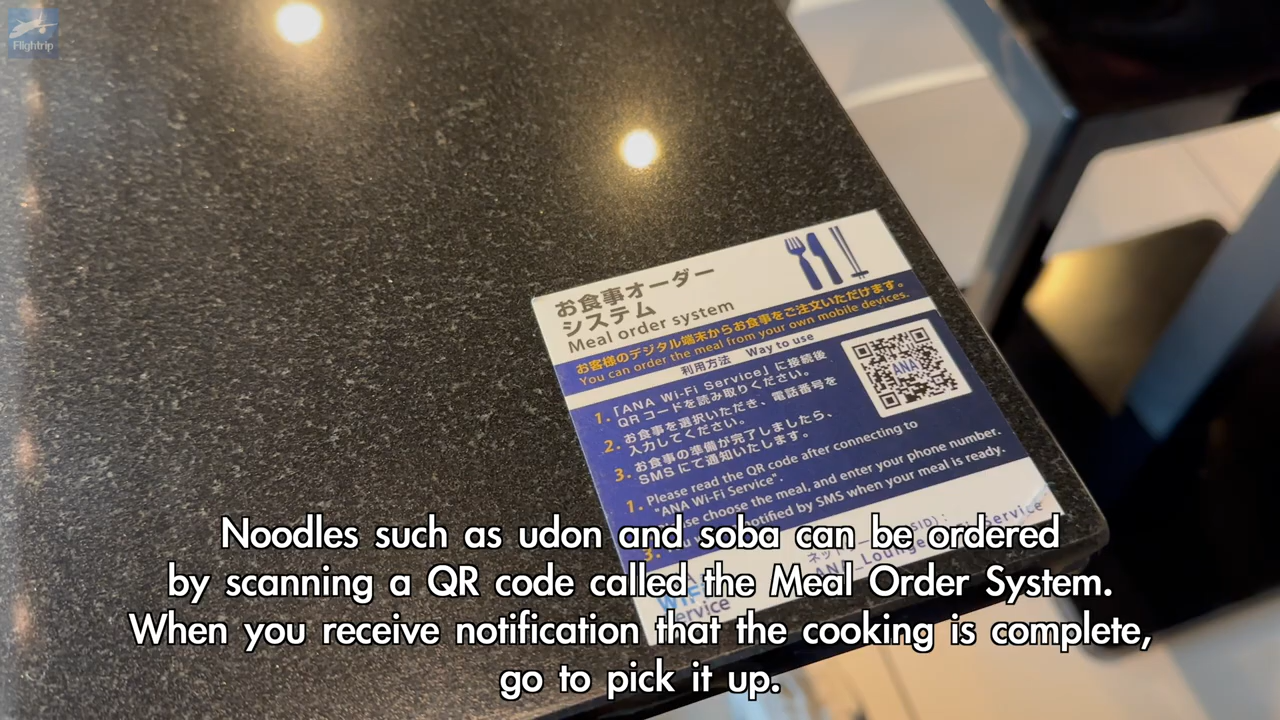 Flightrip
お食事オーダー
システム
Meal order system
お客様のデジタル端末からお食事をご注文いただけます。
You can order the meal from your own mobile devices.
利用方法 Way to use
ANA
1. 「ANA Wi-Fi Service」に接続後
QRコードを読み取りください。
2. お食事を選択いただき、電話番号を
入力してください。
3. お食事の準備が完了しましたら、
SMSにて通知いたします。
1. Please read the QR code after connecting to
"ANA Wi-Fi Service".
choose the meal, and enter your phone number.
3. notified by SMS when your meal is ready.
Noodles such as udon and soba can be ordered
by scanning a QR code called the Meal Order System.
When you receive notification that the cooking is complete,
go to pick it up.